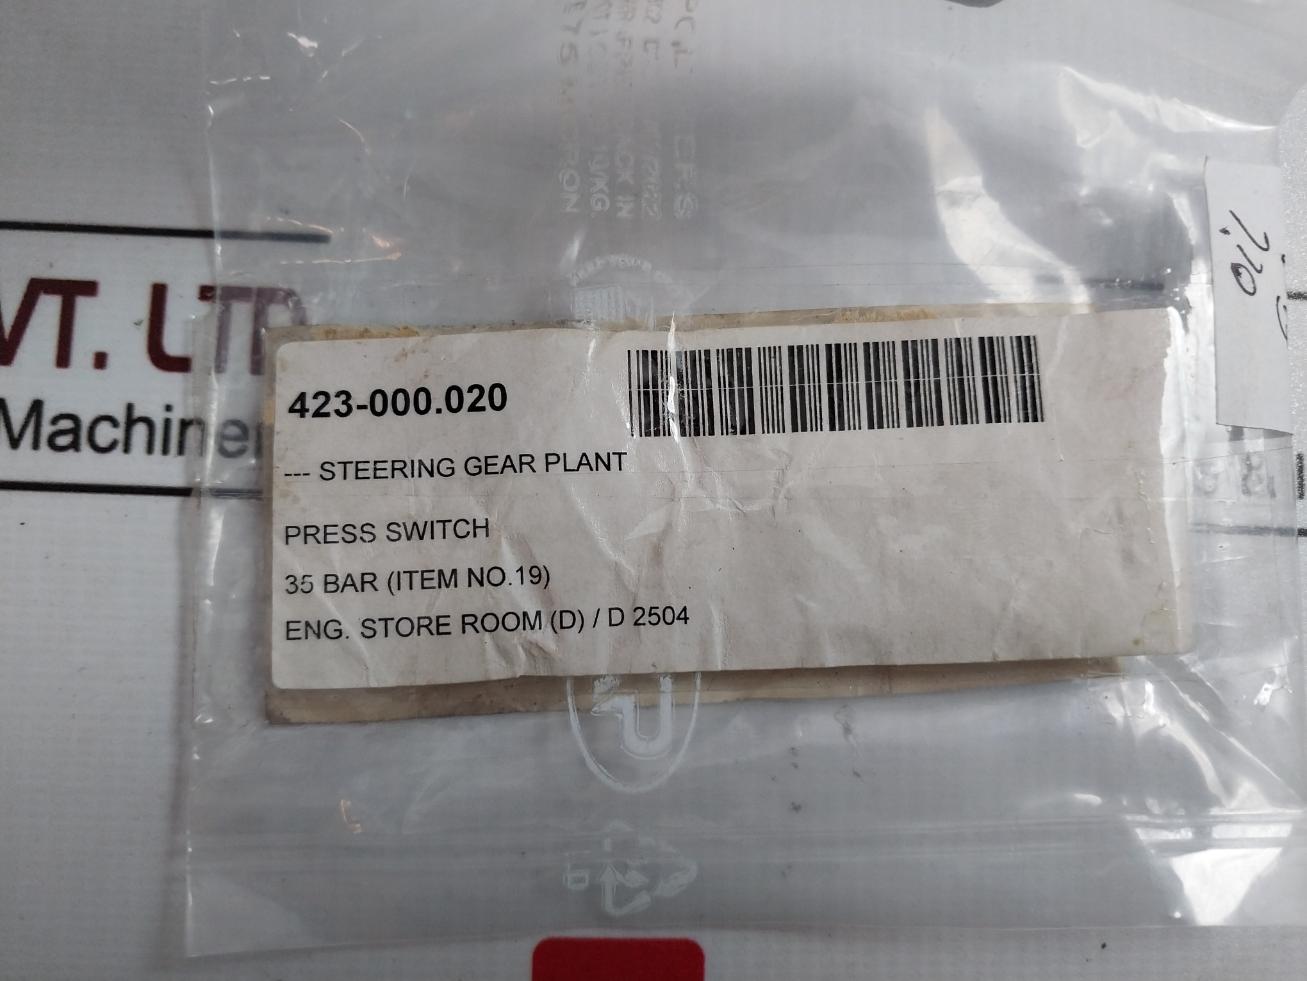 VT. LTD
Machiner
423-000.020
--- STEERING GEAR PLANT
PRESS SWITCH
35 BAR (ITEM NO.19)
ENG. STORE ROOM (D) / D 2504